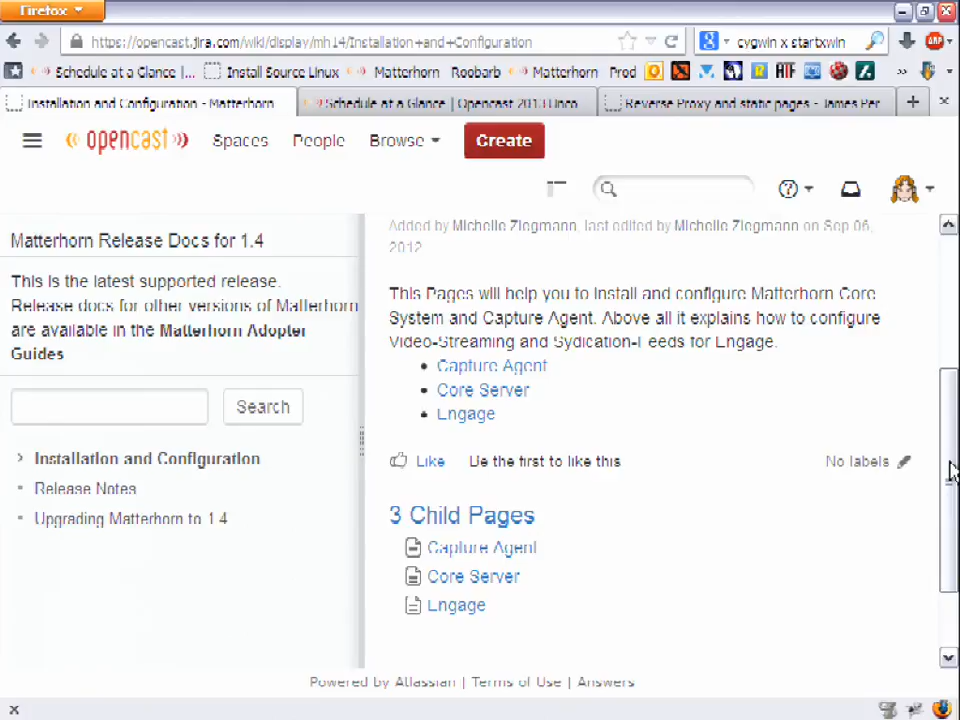 Firefox
https://opencast.jira.com/wiki/display/mh14/Installation+and+Configuration
cygwin x startxwin
Schedule at a Glance |...
Install Source Linux
Matterhorn
Roobarb
Matterhorn
Prod
Installation and Configuration - Matterhorn
Schedule at a Glance | Opencast 2013 Unco
Reverse Proxy and static pages - James Per
opencast
Spaces
People
Browse
Create
Matterhorn Release Docs for 1.4
This is the latest supported release.
Release docs for other versions of Matterhorn
are available in the Matterhorn Adopter
Guides
Search
Installation and Configuration
Release Notes
Upgrading Matterhorn to 1.4
Added by Michelle Ziegmann, last edited by Michelle Ziegmann on Sep 06,
2012
This Pages will help you to install and configure Matterhorn Core
System and Capture Agent. Above all it explains how to configure
Video-Streaming and Sydication-Feeds for Engage.
• Capture Agent
• Core Server
• Engage
Like
Be the first to like this
No labels
3 Child Pages
Capture Agent
Core Server
Engage
Powered by Atlassian | Terms of Use | Answers